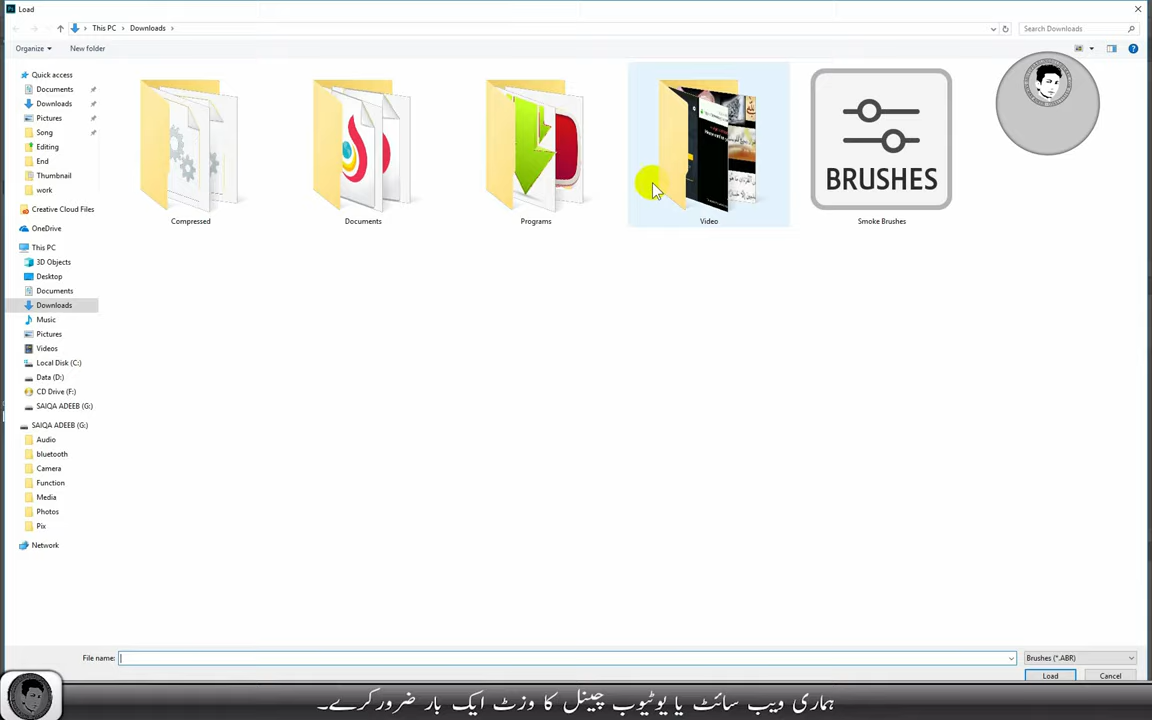 Load
This PC > Downloads >
Search Downloads
Organize
New folder
Quick access
Documents
Downloads
Pictures
Song
Editing
End
Thumbnail
work
Creative Cloud Files
OneDrive
This PC
3D Objects
Desktop
Documents
Downloads
Music
Pictures
Videos
Local Disk (C:)
Data (D:)
CD Drive (F:)
SAIQA ADEEB (G:)
SAIQA ADEEB (G:)
Audio
bluetooth
Camera
Function
Media
Photos
Pix
Network
BRUSHES
Compressed
Documents
Programs
Video
Smoke Brushes
File name:
Brushes (*.ABR)
Load
Cancel
ہماری ویب سائٹ یا یوٹیوب چینل کا وزٹ ایک بار ضرور کرے۔